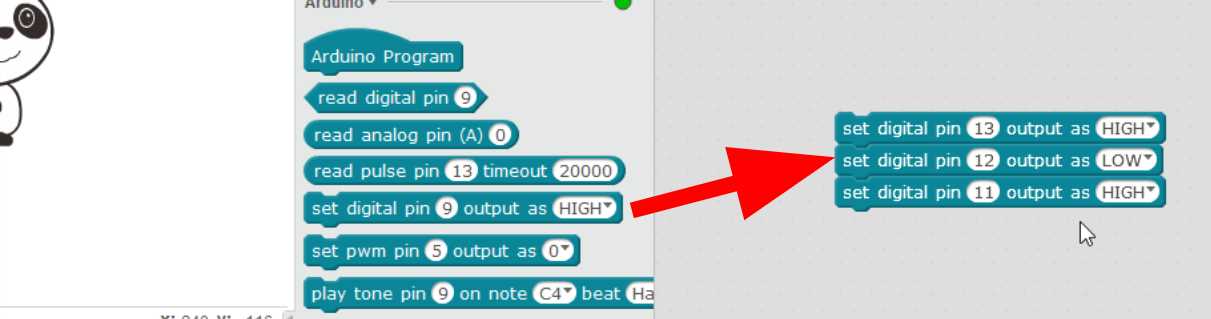 Arduino
Arduino Program
read digital pin 9
read analog pin (A) 0
read pulse pin 13 timeout 20000
set digital pin 9 output as HIGH
set pwm pin 5 output as 0
play tone pin 9 on note C4 beat Ha
set digital pin 13 output as HIGH
set digital pin 12 output as LOW
set digital pin 11 output as HIGH